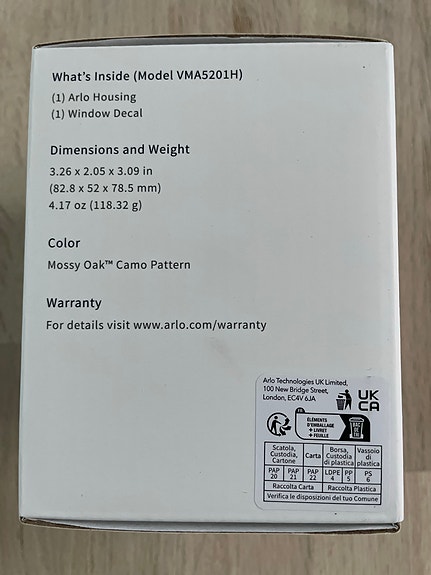 What's Inside (Model VMA5201H)
(1) Arlo Housing
(1) Window Decal
Dimensions and Weight
3.26 x 2.05 x 3.09 in
(82.8 x 52 x 78.5 mm)
4.17 oz (118.32 g)
Color
Mossy Oak™ Camo Pattern
Warranty
For details visit www.arlo.com/warranty
Arlo Technologies UK Limited,
100 New Bridge Street,
London, EC4V 6JA
UK
CA
FR
ÉLÉMENTS
D'EMBALLAGE
+ LIVRET
+ FEUILLE
BAC DE TRI
Scatola, Custodia, Cartone
Carta
Borsa, Custodia di plastica
Vassoio di plastica
PAP 20
PAP 21
PAP 22
LDPE 4
PP 5
PS 6
Raccolta Carta
Raccolta Plastica
Verifica le disposizioni del tuo Comune